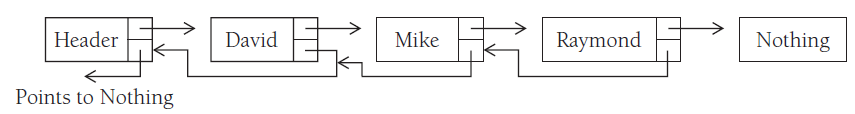 Header David Mike Raymond Nothing
Points to Nothing